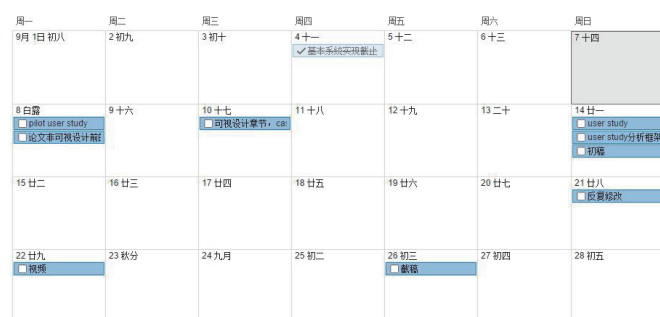 周一 周二 周三 周四 周五 周六 周日
9月 1日 初八 2 初九 3 初十 4 十一 5 十二 6 十三 7 十四
基本系统实现截止
8 白露 9 十六 10 十七 11 十八 12 十九 13 二十 14 廿一
pilot user study 可视设计章节，cas user study
论文非可视设计部 user study分析框架
初稿
15 廿二 16 廿三 17 廿四 18 廿五 19 廿六 20 廿七 21 廿八
反复修改
22 廿九 23 秋分 24 九月 25 初二 26 初三 27 初四 28 初五
视频 截稿